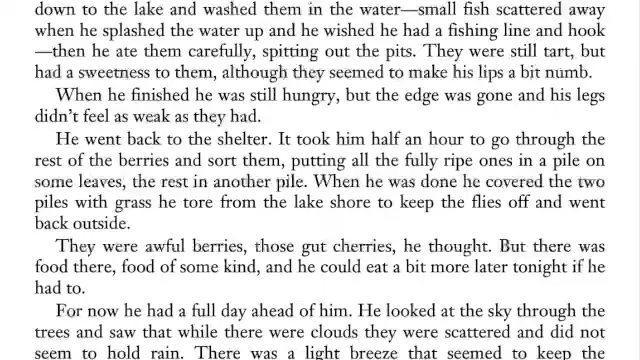 down to the lake and washed them in the water—small fish scattered away
when he splashed the water up and he wished he had a fishing line and hook
—then he ate them carefully, spitting out the pits. They were still tart, but
had a sweetness to them, although they seemed to make his lips a bit numb.
When he finished he was still hungry, but the edge was gone and his legs
didn't feel as weak as they had.
He went back to the shelter. It took him half an hour to go through the
rest of the berries and sort them, putting all the fully ripe ones in a pile on
some leaves, the rest in another pile. When he was done he covered the two
piles with grass he tore from the lake shore to keep the flies off and went
back outside.
They were awful berries, those gut cherries, he thought. But there was
food there, food of some kind, and he could eat a bit more later tonight if he
had to.
For now he had a full day ahead of him. He looked at the sky through the
trees and saw that while there were clouds they were scattered and did not
seem to hold rain. There was a light breeze that seemed to keep the